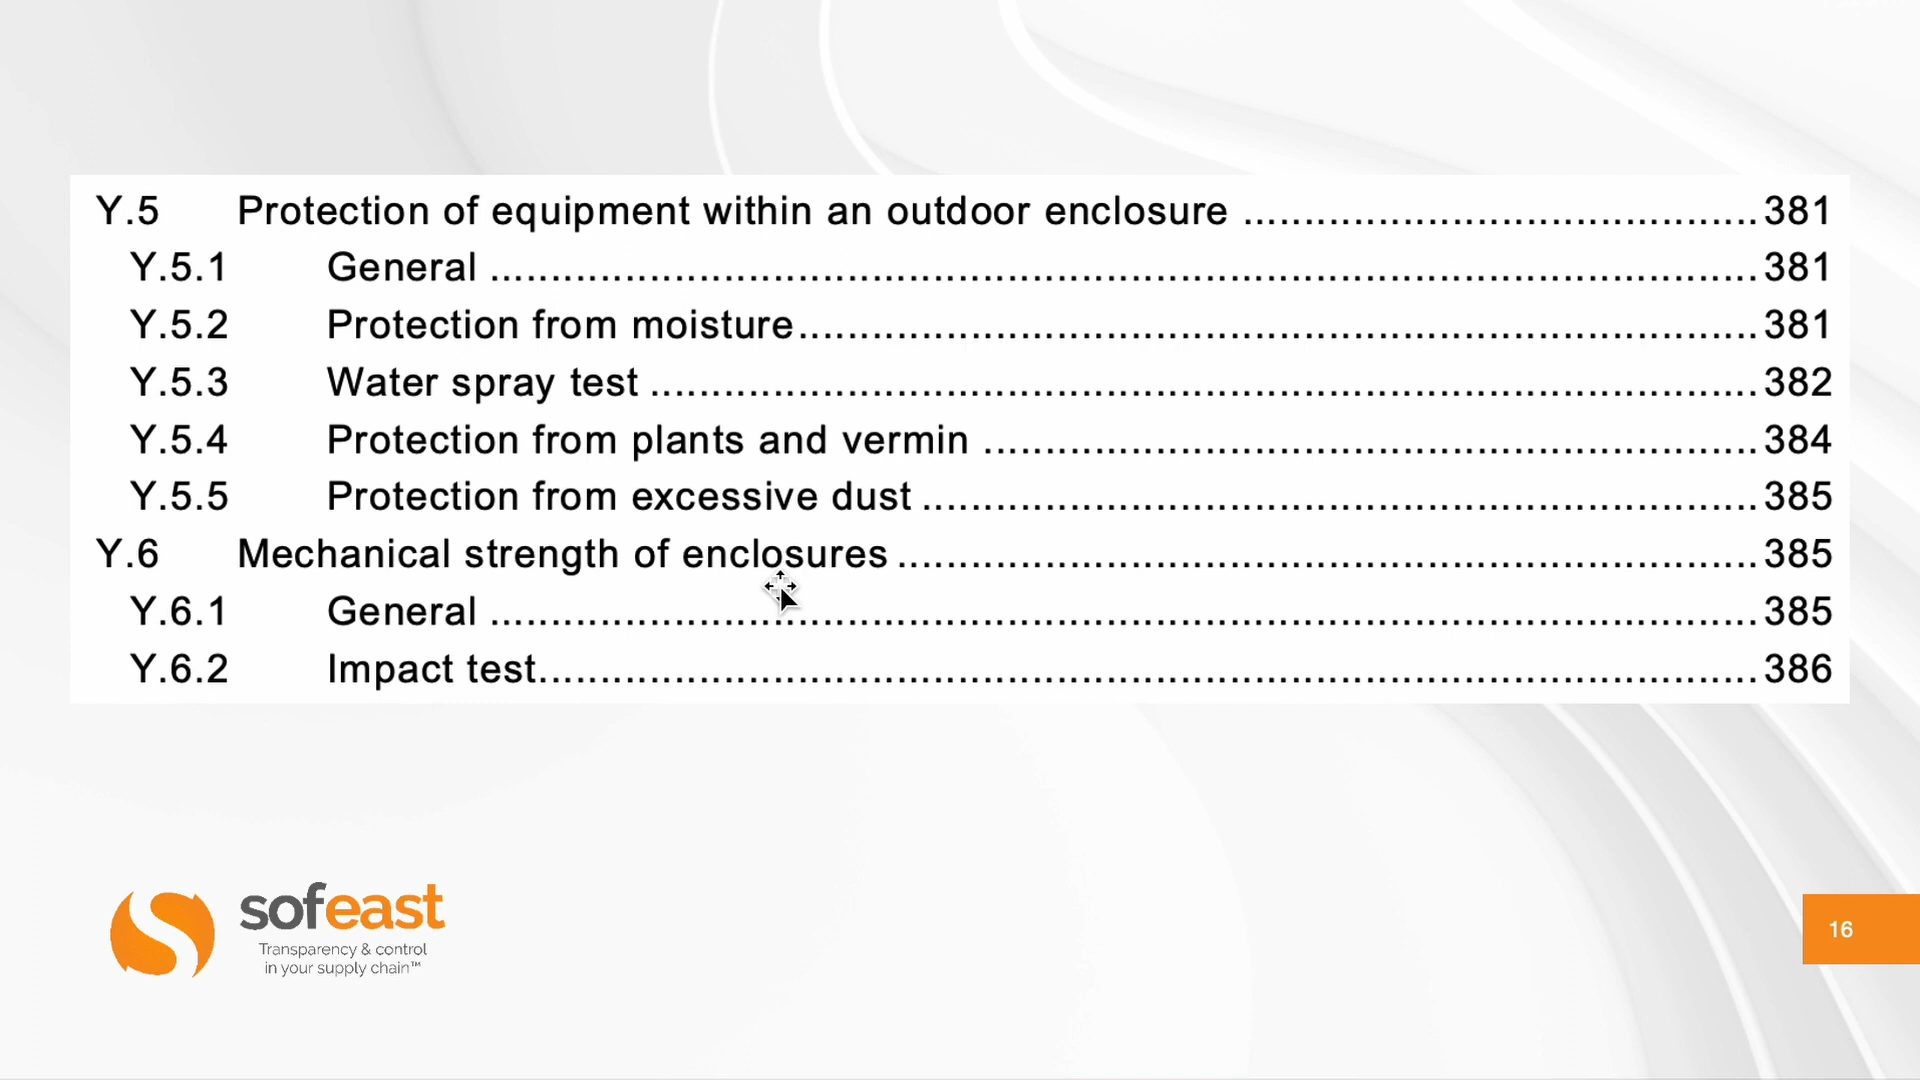 Y.5 Protection of equipment within an outdoor enclosure ........................................ 381
Y.5.1 General ........................................ 381
Y.5.2 Protection from moisture ........................................ 381
Y.5.3 Water spray test ........................................ 382
Y.5.4 Protection from plants and vermin ........................................ 384
Y.5.5 Protection from excessive dust ........................................ 385
Y.6 Mechanical strength of enclosures ........................................ 385
Y.6.1 General ........................................ 385
Y.6.2 Impact test ........................................ 386
sofeast
Transparency & control
in your supply chain™
16